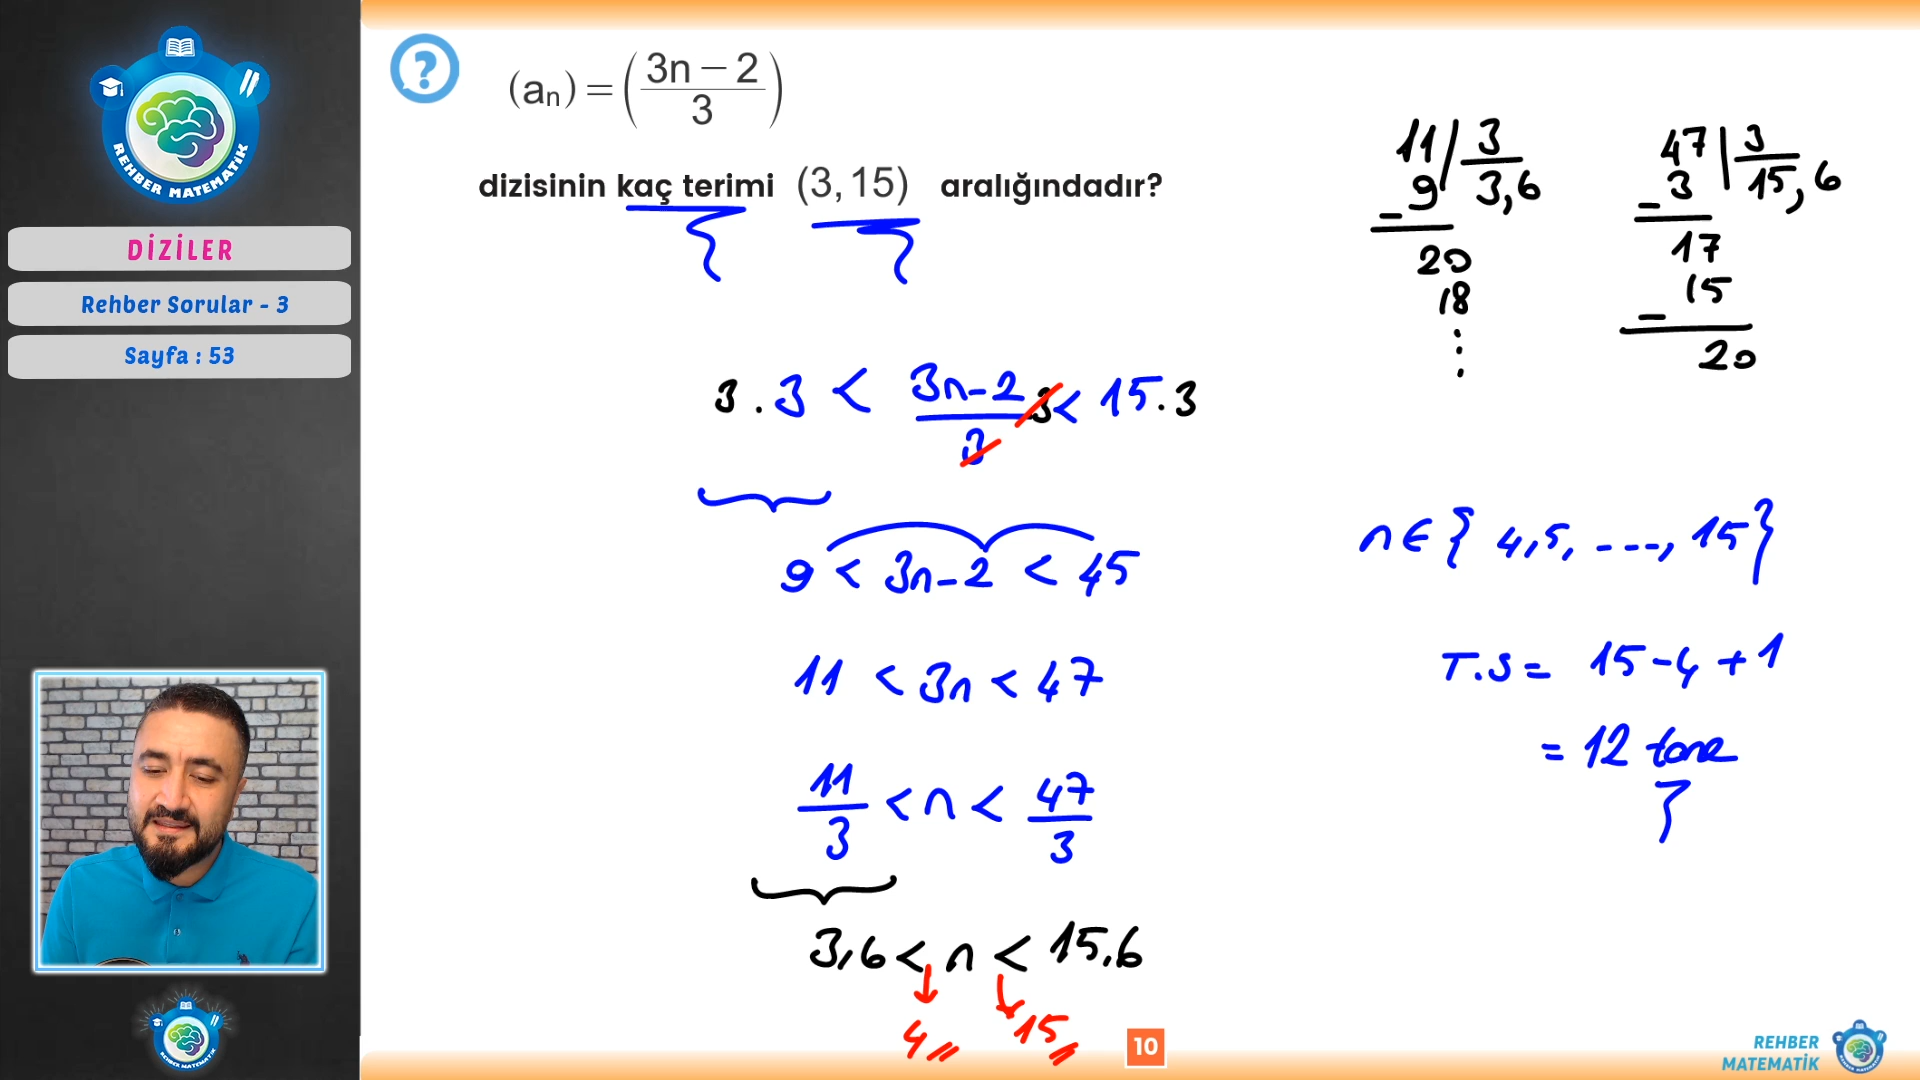 REHBER MATEMATİK
DİZİLER
Rehber Sorular - 3
Sayfa : 53
REHBER MATEMATİK
?
(aₙ) = ((3n − 2)/3)
dizisinin kaç terimi (3, 15) aralığındadır?
3 . 3 < (3n-2)/3 . 3 < 15 . 3
9 < 3n-2 < 45
11 < 3n < 47
11/3 < n < 47/3
3,6 < n < 15,6
4 15
11 | 3
- 9 3,6
20
18
⋮
47 | 3
- 3 15,6
17
- 15
20
n ∈ { 4,5, ----, 15}
T.S = 15-4+1
= 12 tane
10
REHBER
MATEMATİK